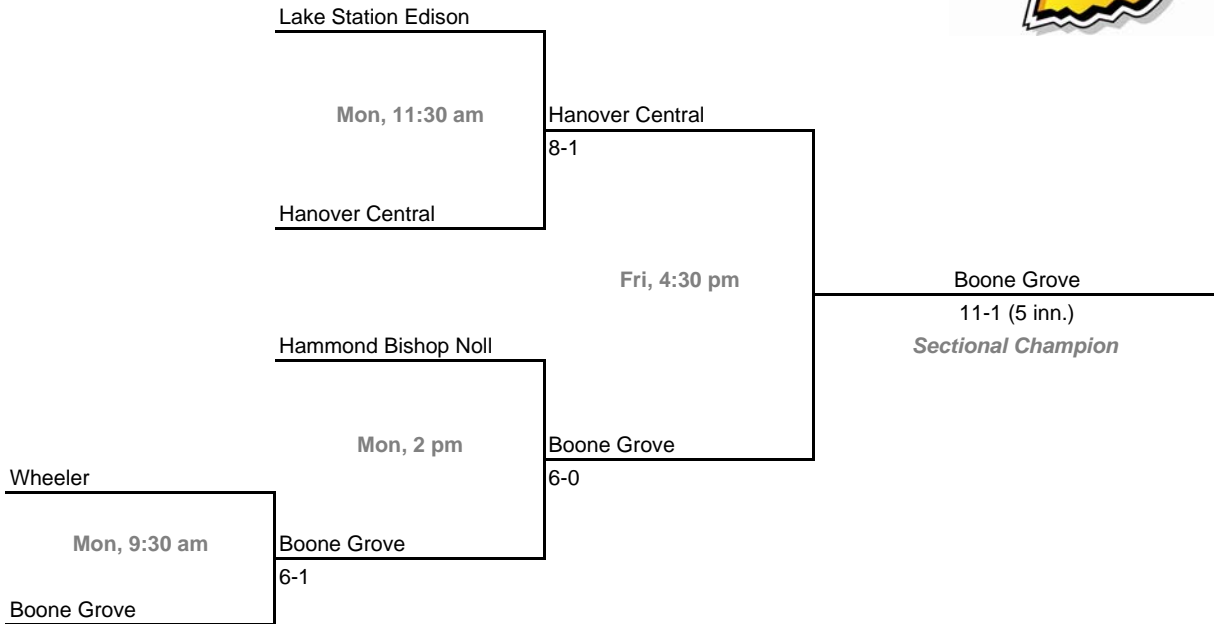 Lake Station Edison
Mon, 11:30 am
Hanover Central
8-1
Hanover Central
Fri, 4:30 pm
Boone Grove
11-1 (5 inn.)
Sectional Champion
Hammond Bishop Noll
Mon, 2 pm
Boone Grove
6-0
Wheeler
Mon, 9:30 am
Boone Grove
6-1
Boone Grove